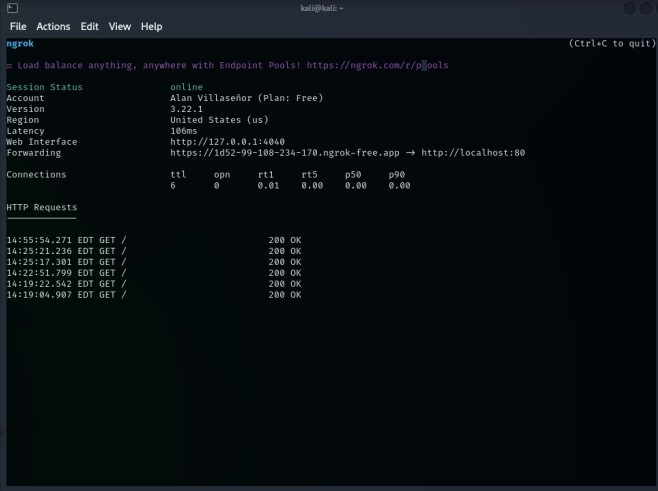 kali@kali: ~
File Actions Edit View Help
ngrok (Ctrl+C to quit)
Load balance anything, anywhere with Endpoint Pools! https://ngrok.com/r/pools
Session Status online
Account Alan Villaseñor (Plan: Free)
Version 3.22.1
Region United States (us)
Latency 106ms
Web Interface http://127.0.0.1:4040
Forwarding https://1d52-99-108-234-170.ngrok-free.app → http://localhost:80
Connections ttl opn rt1 rt5 p50 p90
6 0 0.01 0.00 0.00 0.00
HTTP Requests
14:55:54.271 EDT GET / 200 OK
14:25:21.236 EDT GET / 200 OK
14:25:17.301 EDT GET / 200 OK
14:22:51.799 EDT GET / 200 OK
14:19:22.542 EDT GET / 200 OK
14:19:04.907 EDT GET / 200 OK